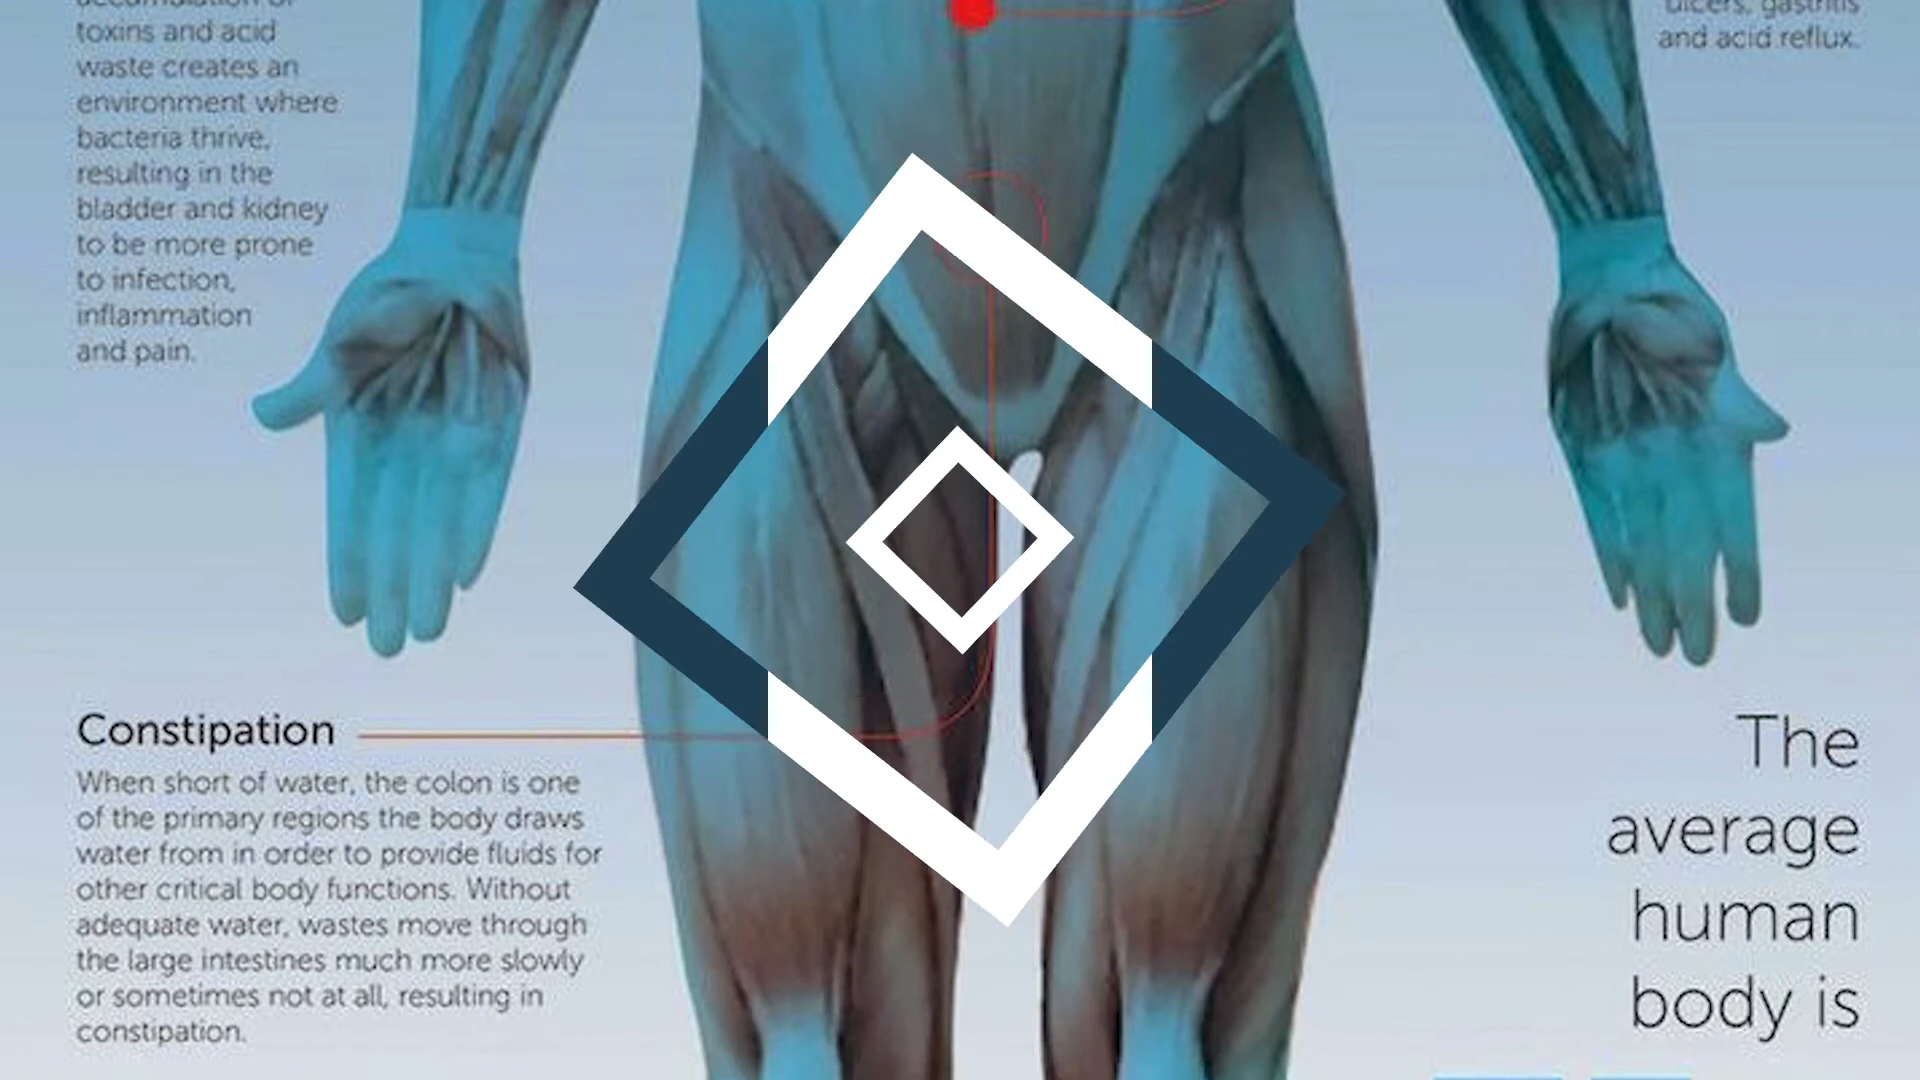 accumulation of
toxins and acid
waste creates an
environment where
bacteria thrive,
resulting in the
bladder and kidney
to be more prone
to infection,
inflammation
and pain.
ulcers, gastritis
and acid reflux.
Constipation
When short of water, the colon is one
of the primary regions the body draws
water from in order to provide fluids for
other critical body functions. Without
adequate water, wastes move through
the large intestines much more slowly
or sometimes not at all, resulting in
constipation.
The
average
human
body is